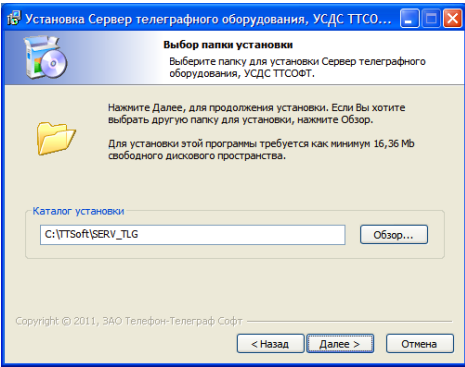 Установка Сервер телеграфного оборудования, УСДС ТТСО...
Выбор папки установки
Выберите папку для установки Сервер телеграфного
оборудования, УСДС ТТСОФТ.
Нажмите Далее, для продолжения установки. Если Вы хотите
выбрать другую папку для установки, нажмите Обзор.
Для установки этой программы требуется как минимум 16,36 Mb
свободного дискового пространства.
Каталог установки
C:\TTSoft\SERV_TLG
Обзор...
Copyright © 2011, ЗАО Телефон-Телеграф Софт
< Назад
Далее >
Отмена